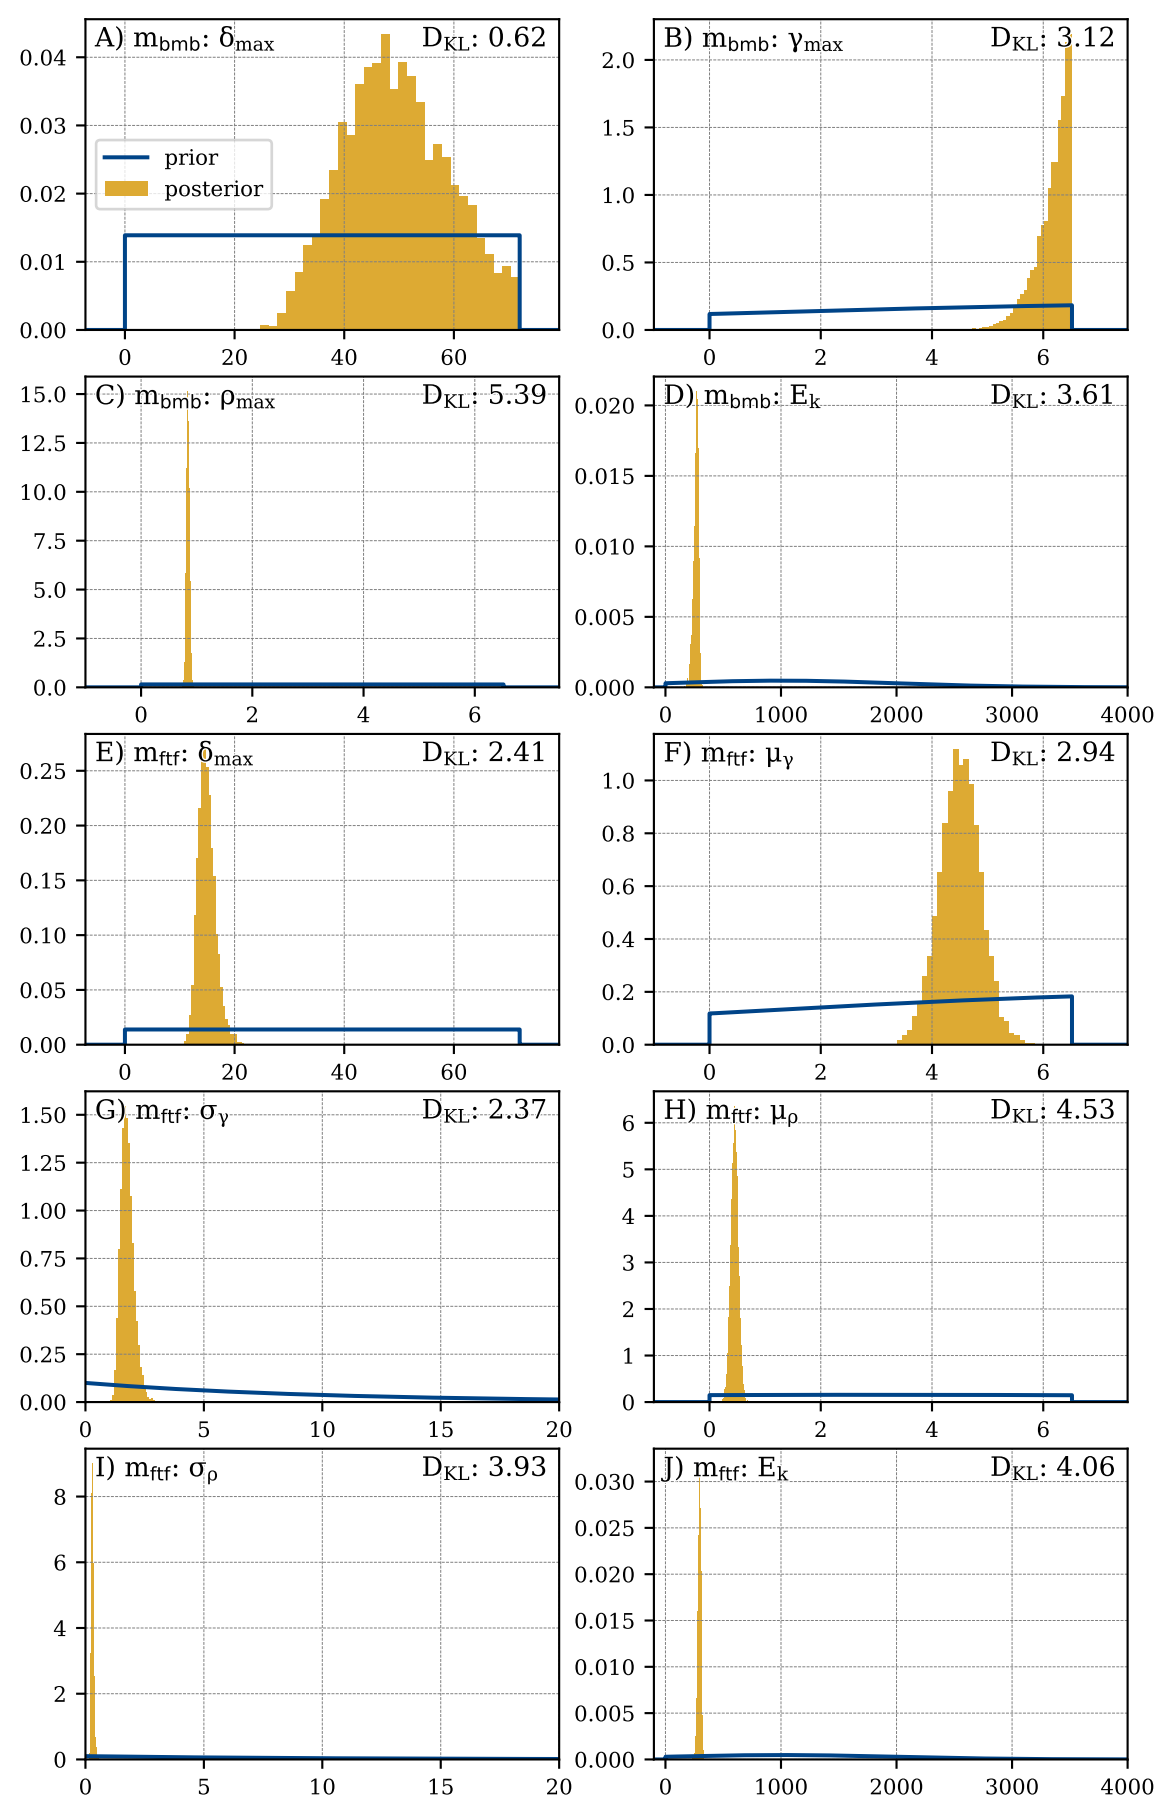 A) m_bmb: δ_max D_KL: 0.62
0.04
0.03
0.02
0.01
0.00
prior
posterior
0 20 40 60
B) m_bmb: γ_max D_KL: 3.12
2.0
1.5
1.0
0.5
0.0
0 2 4 6
C) m_bmb: ρ_max D_KL: 5.39
15.0
12.5
10.0
7.5
5.0
2.5
0.0
0 2 4 6
D) m_bmb: E_k D_KL: 3.61
0.020
0.015
0.010
0.005
0.000
0 1000 2000 3000 4000
E) m_ftf: δ_max D_KL: 2.41
0.25
0.20
0.15
0.10
0.05
0.00
0 20 40 60
F) m_ftf: μ_γ D_KL: 2.94
1.0
0.8
0.6
0.4
0.2
0.0
0 2 4 6
G) m_ftf: σ_γ D_KL: 2.37
1.50
1.25
1.00
0.75
0.50
0.25
0.00
0 5 10 15 20
H) m_ftf: μ_ρ D_KL: 4.53
6
5
4
3
2
1
0
0 2 4 6
I) m_ftf: σ_ρ D_KL: 3.93
8
6
4
2
0
0 5 10 15 20
J) m_ftf: E_k D_KL: 4.06
0.030
0.025
0.020
0.015
0.010
0.005
0.000
0 1000 2000 3000 4000